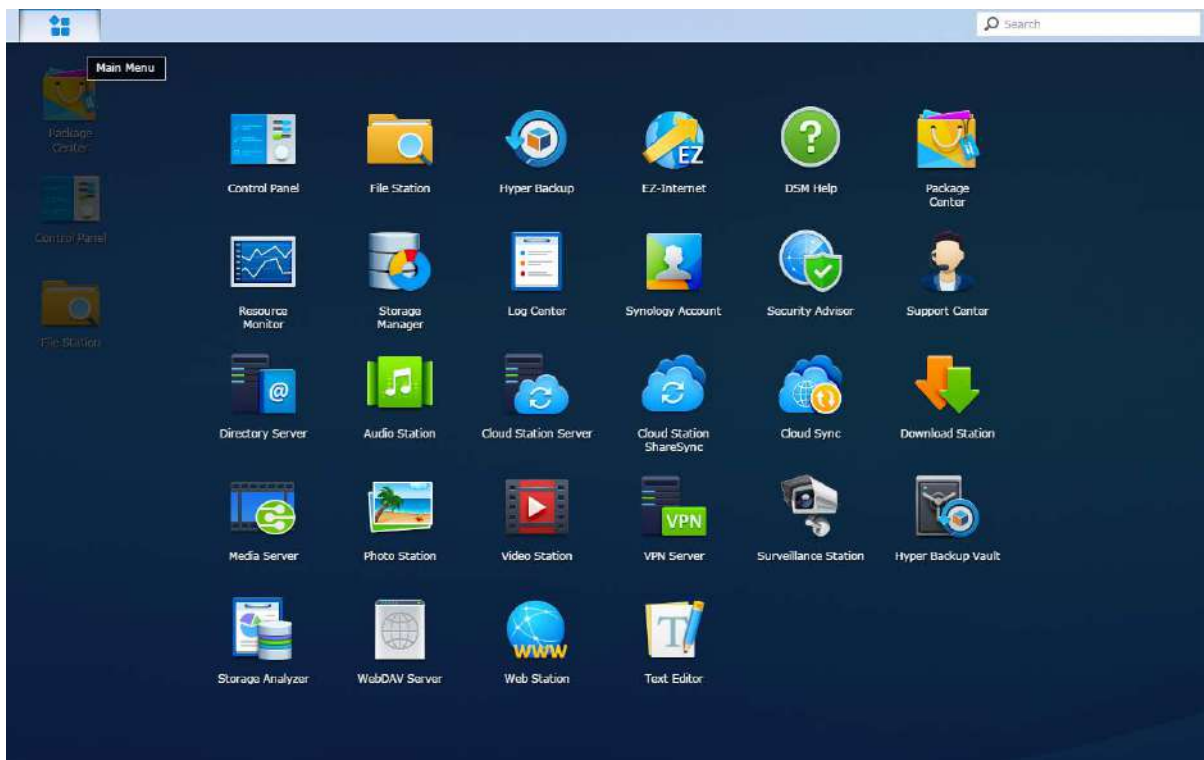 Search
Main Menu
Package
Center
Control Panel
File Station
Control Panel
File Station
Hyper Backup
EZ
EZ-Internet
?
DSM Help
Package
Center
Resource
Monitor
Storage
Manager
Log Center
Synology Account
Security Advisor
Support Center
@
Directory Server
Audio Station
Cloud Station Server
Cloud Station
ShareSync
Cloud Sync
Download Station
Media Server
Photo Station
Video Station
VPN
VPN Server
Surveillance Station
Hyper Backup Vault
Storage Analyzer
WebDAV Server
www
Web Station
T
Text Editor